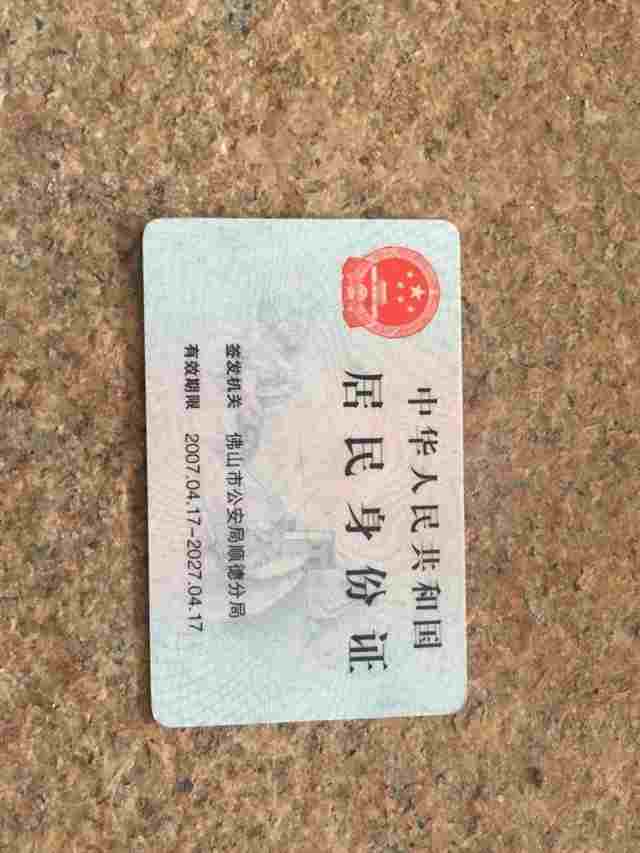 中华人民共和国
居民身份证
签发机关 佛山市公安局顺德分局
有效期限 2007.04.17-2027.04.17